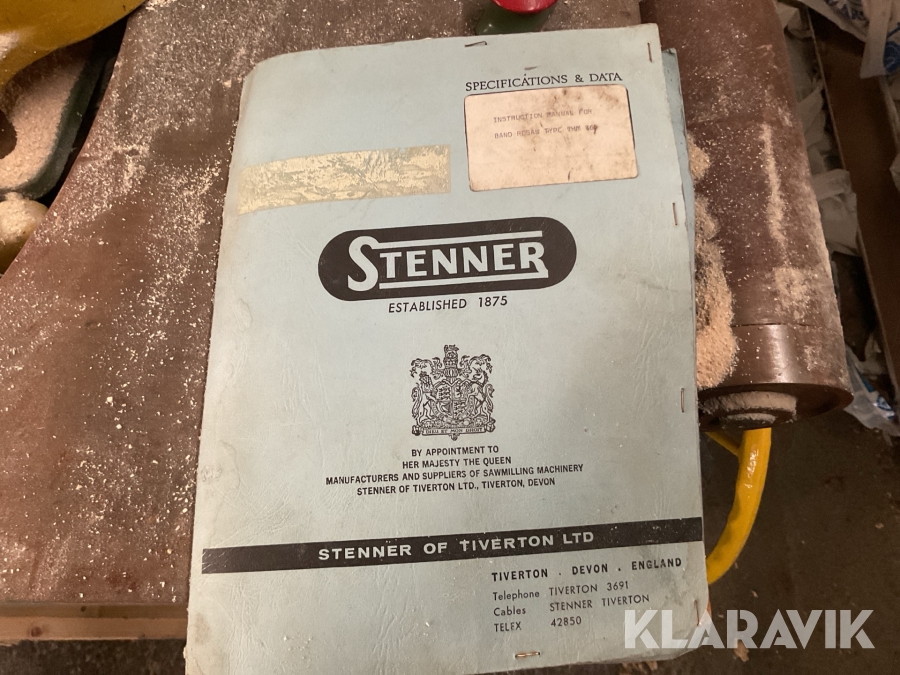 SPECIFICATIONS & DATA
INSTRUCTION MANUAL FOR
BAND RESAW TYPE
STENNER
ESTABLISHED 1875
BY APPOINTMENT TO
HER MAJESTY THE QUEEN
MANUFACTURERS AND SUPPLIERS OF SAWMILLING MACHINERY
STENNER OF TIVERTON LTD., TIVERTON, DEVON
STENNER OF TIVERTON LTD
TIVERTON . DEVON . ENGLAND
Telephone TIVERTON 3691
Cables STENNER TIVERTON
TELEX 42850
KLARAVIK